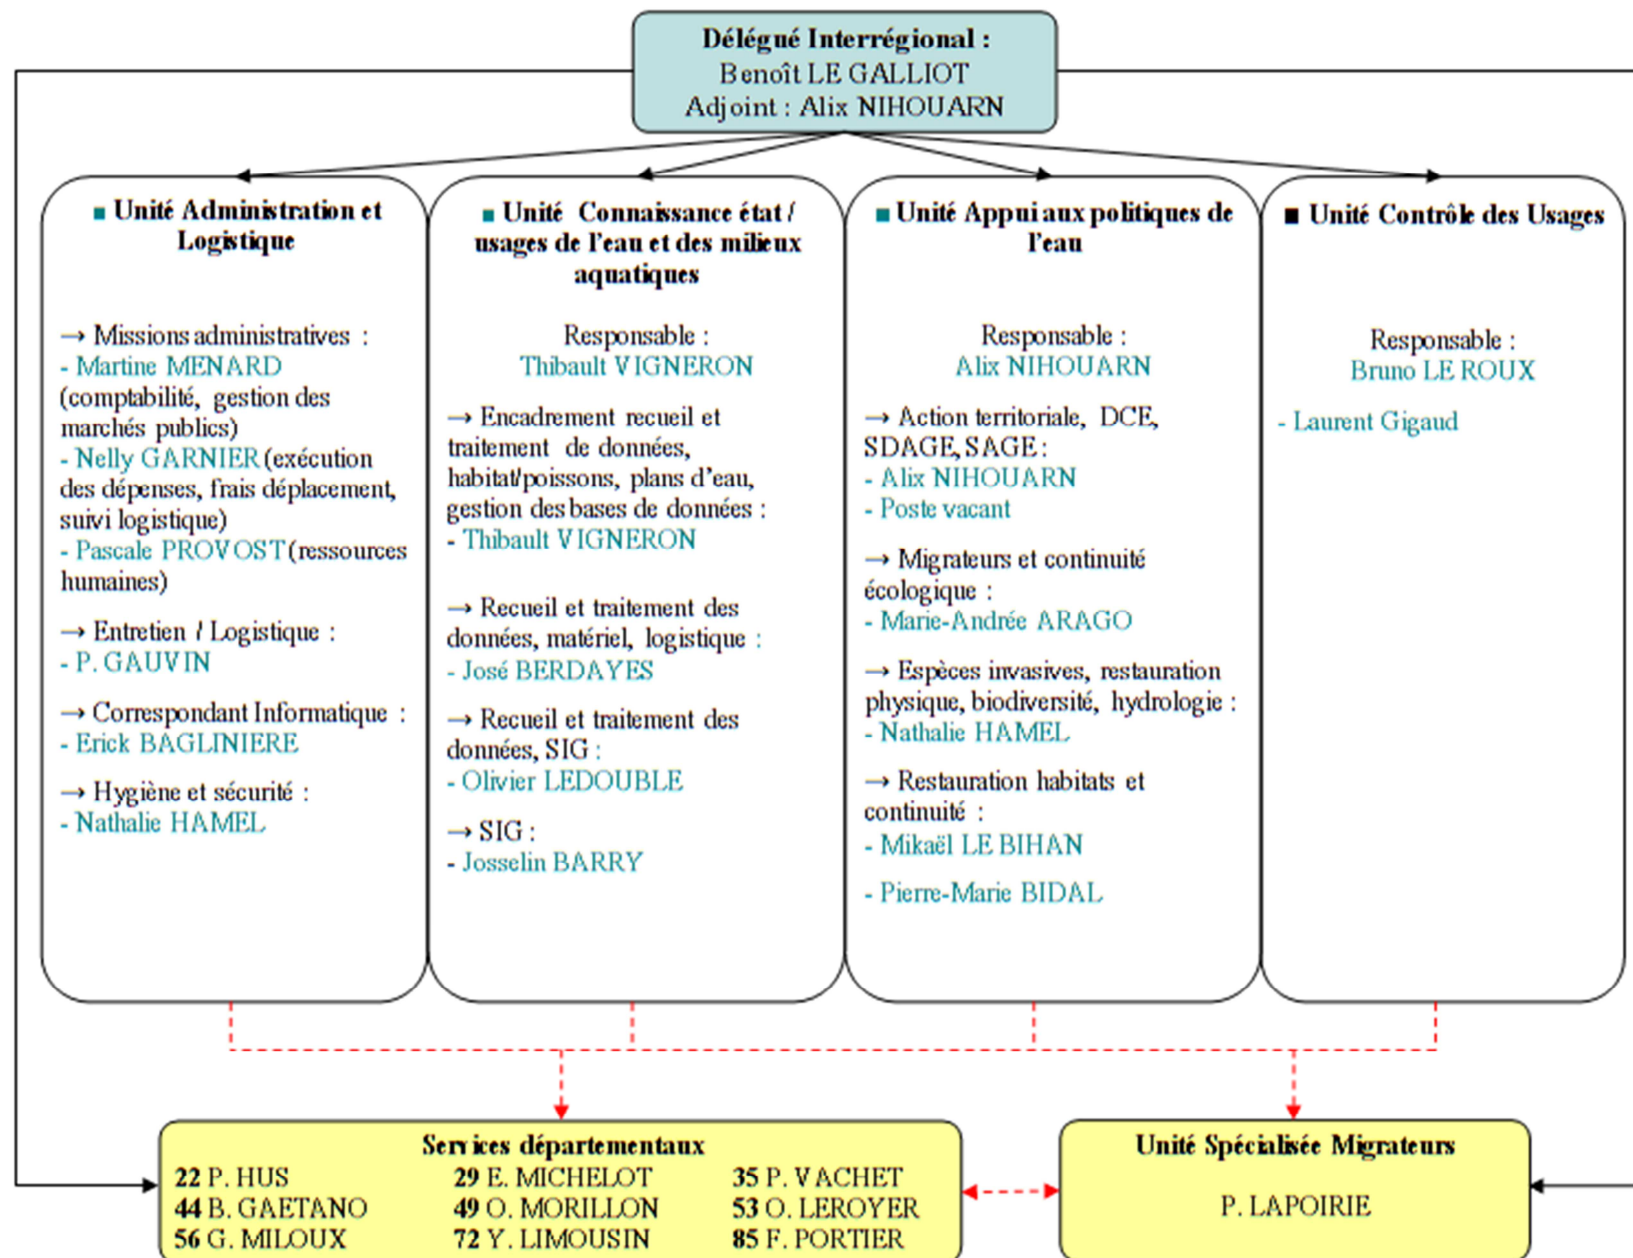 Délégué Interrégional :
Benoît LE GALLIOT
Adjoint : Alix NIHOUARN
■ Unité Administration et
Logistique
→ Missions administratives :
- Martine MENARD
(comptabilité, gestion des
marchés publics)
- Nelly GARNIER (exécution
des dépenses, frais déplacement,
suivi logistique)
- Pascale PROVOST (ressources
humaines)
→ Entretien / Logistique :
- P. GAUVIN
→ Correspondant Informatique :
- Erick BAGLINIERE
→ Hygiène et sécurité :
- Nathalie HAMEL
■ Unité Connaissance état /
usages de l'eau et des milieux
aquatiques
Responsable :
Thibault VIGNERON
→ Encadrement recueil et
traitement de données,
habitat/poissons, plans d'eau,
gestion des bases de données :
- Thibault VIGNERON
→ Recueil et traitement des
données, matériel, logistique :
- José BERDAYES
→ Recueil et traitement des
données, SIG :
- Olivier LEDOUBLE
→ SIG :
- Josselin BARRY
■ Unité Appui aux politiques de
l'eau
Responsable :
Alix NIHOUARN
→ Action territoriale, DCE,
SDAGE, SAGE :
- Alix NIHOUARN
- Poste vacant
→ Migrateurs et continuité
écologique :
- Marie-Andrée ARAGO
→ Espèces invasives, restauration
physique, biodiversité, hydrologie :
- Nathalie HAMEL
→ Restauration habitats et
continuité :
- Mikaël LE BIHAN
- Pierre-Marie BIDAL
■ Unité Contrôle des Usages
Responsable :
Bruno LE ROUX
- Laurent Gigaud
Services départementaux
22 P. HUS 29 E. MICHELOT 35 P. VACHET
44 B. GAETANO 49 O. MORILLON 53 O. LEROYER
56 G. MILOUX 72 Y. LIMOUSIN 85 F. PORTIER
Unité Spécialisée Migrateurs
P. LAPOIRIE